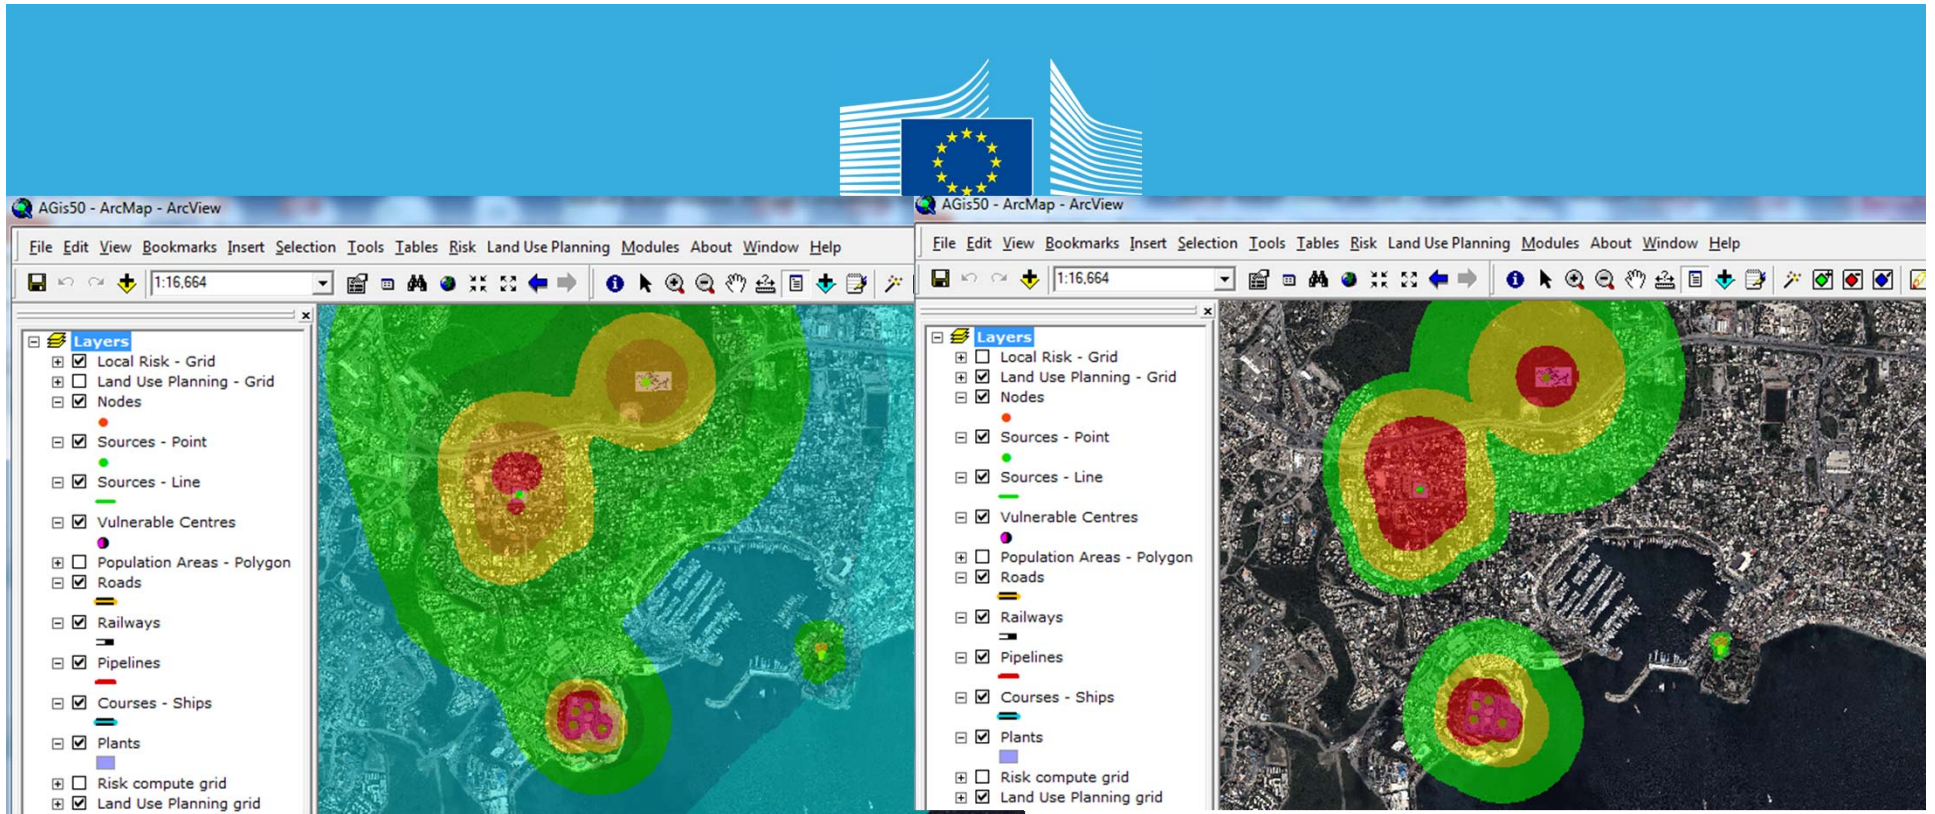 AGis50 - ArcMap - ArcView
File Edit View Bookmarks Insert Selection Tools Tables Risk Land Use Planning Modules About Window Help
1:16,664
Layers
Local Risk - Grid
Land Use Planning - Grid
Nodes
Sources - Point
Sources - Line
Vulnerable Centres
Population Areas - Polygon
Roads
Railways
Pipelines
Courses - Ships
Plants
Risk compute grid
Land Use Planning grid
AGis50 - ArcMap - ArcView
File Edit View Bookmarks Insert Selection Tools Tables Risk Land Use Planning Modules About Window Help
1:16,664
Layers
Local Risk - Grid
Land Use Planning - Grid
Nodes
Sources - Point
Sources - Line
Vulnerable Centres
Population Areas - Polygon
Roads
Railways
Pipelines
Courses - Ships
Plants
Risk compute grid
Land Use Planning grid